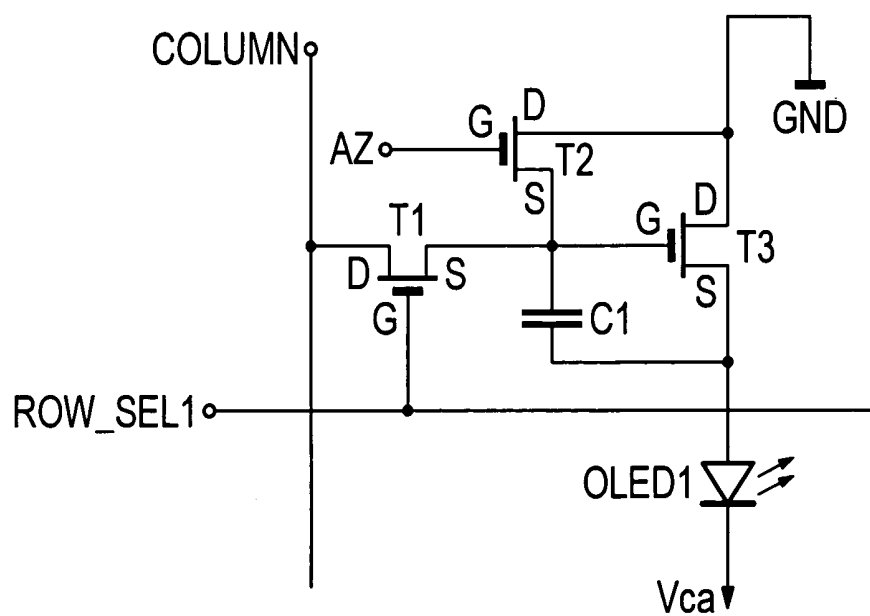 COLUMN
D
G
GND
AZ
T2
S
D
T1
G
T3
D
S
S
G
C1
ROW_SEL1
OLED1
Vca